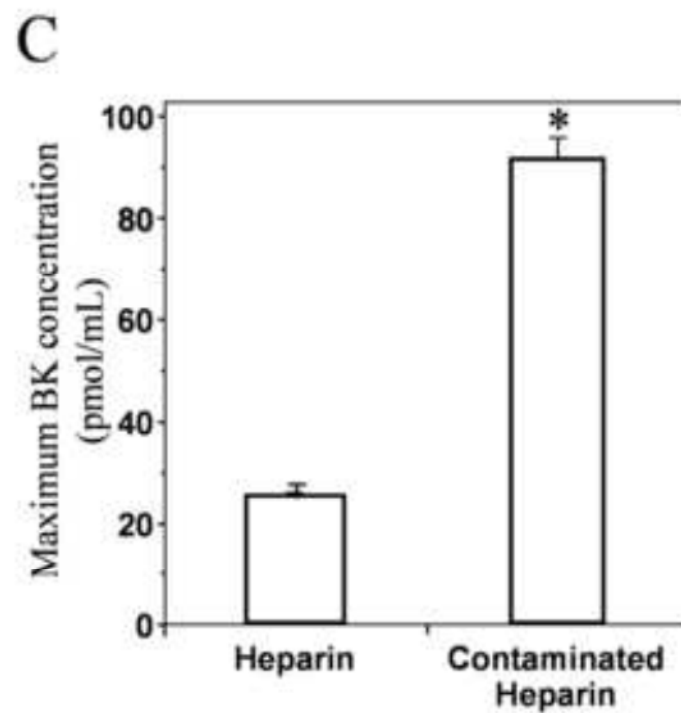 C
Maximum BK concentration
(pmol/mL)
100
80
60
40
20
0
*
Heparin
Contaminated
Heparin